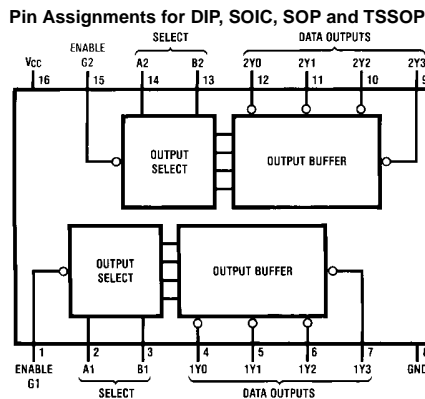 Pin Assignments for DIP, SOIC, SOP and TSSOP
ENABLE SELECT DATA OUTPUTS
VCC G2 A2 B2 2Y0 2Y1 2Y2 2Y3
16 15 14 13 12 11 10 9
OUTPUT
SELECT
OUTPUT BUFFER
OUTPUT
SELECT
OUTPUT BUFFER
1 2 3 4 5 6 7 8
ENABLE A1 B1 1Y0 1Y1 1Y2 1Y3 GND
G1
SELECT DATA OUTPUTS